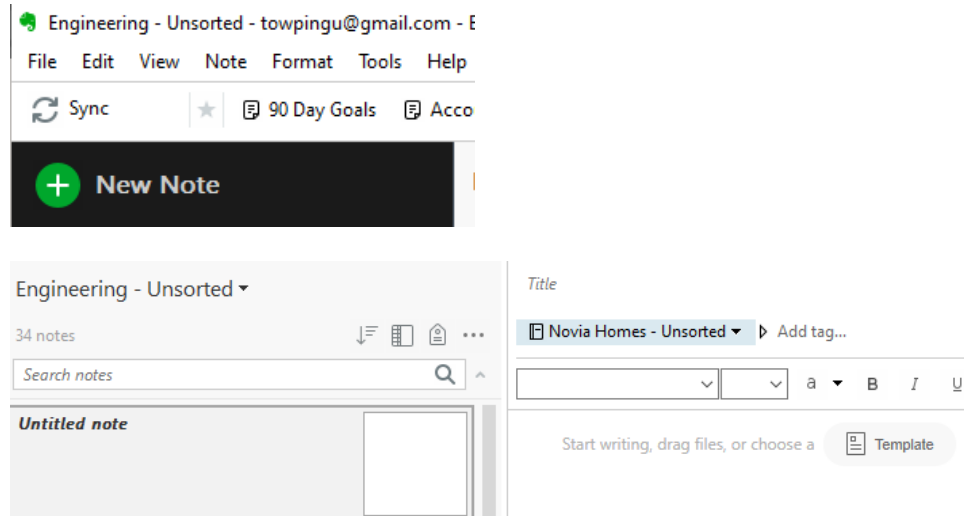 Engineering - Unsorted - towpingu@gmail.com - E
File Edit View Note Format Tools Help
Sync 90 Day Goals Acco
New Note
Engineering - Unsorted
34 notes
Search notes
Untitled note
Title
Novia Homes - Unsorted Add tag...
a B I U
Start writing, drag files, or choose a Template